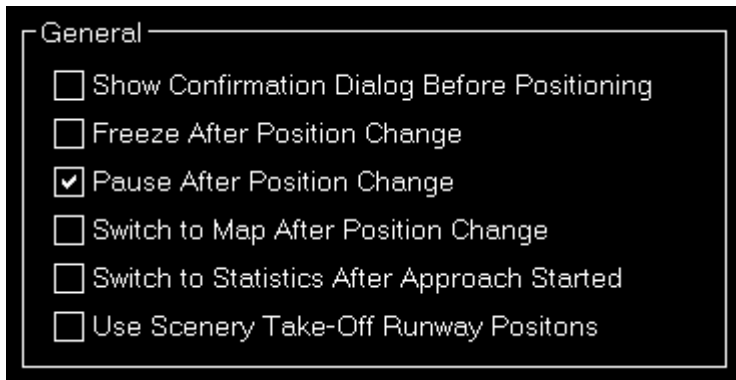 General
Show Confirmation Dialog Before Positioning
Freeze After Position Change
Pause After Position Change
Switch to Map After Position Change
Switch to Statistics After Approach Started
Use Scenery Take-Off Runway Positons